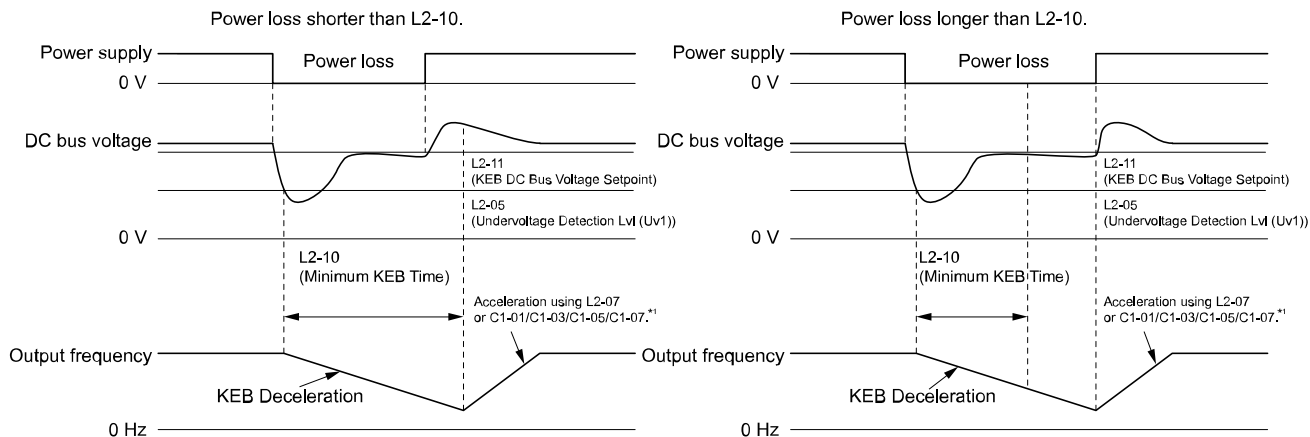 Power loss shorter than L2-10.
Power supply
Power loss
0 V
DC bus voltage
L2-11
(KEB DC Bus Voltage Setpoint)
L2-05
(Undervoltage Detection Lvl (Uv1))
0 V
L2-10
(Minimum KEB Time)
Acceleration using L2-07
or C1-01/C1-03/C1-05/C1-07.*1
Output frequency
KEB Deceleration
0 Hz
Power loss longer than L2-10.
Power supply
Power loss
0 V
DC bus voltage
L2-11
(KEB DC Bus Voltage Setpoint)
L2-05
(Undervoltage Detection Lvl (Uv1))
0 V
L2-10
(Minimum KEB Time)
Acceleration using L2-07
or C1-01/C1-03/C1-05/C1-07.*1
Output frequency
KEB Deceleration
0 Hz